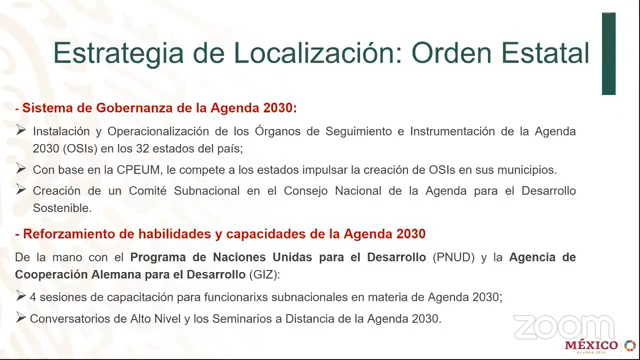 Estrategia de Localización: Orden Estatal
- Sistema de Gobernanza de la Agenda 2030:
➢ Instalación y Operacionalización de los Órganos de Seguimiento e Instrumentación de la Agenda
2030 (OSIs) en los 32 estados del país;
➢ Con base en la CPEUM, le compete a los estados impulsar la creación de OSIs en sus municipios.
➢ Creación de un Comité Subnacional en el Consejo Nacional de la Agenda para el Desarrollo
Sostenible.
- Reforzamiento de habilidades y capacidades de la Agenda 2030
De la mano con el Programa de Naciones Unidas para el Desarrollo (PNUD) y la Agencia de
Cooperación Alemana para el Desarrollo (GIZ):
➢ 4 sesiones de capacitación para funcionarixs subnacionales en materia de Agenda 2030;
➢ Conversatorios de Alto Nivel y los Seminarios a Distancia de la Agenda 2030.
zoom
MÉXICO
AGENDA 2030